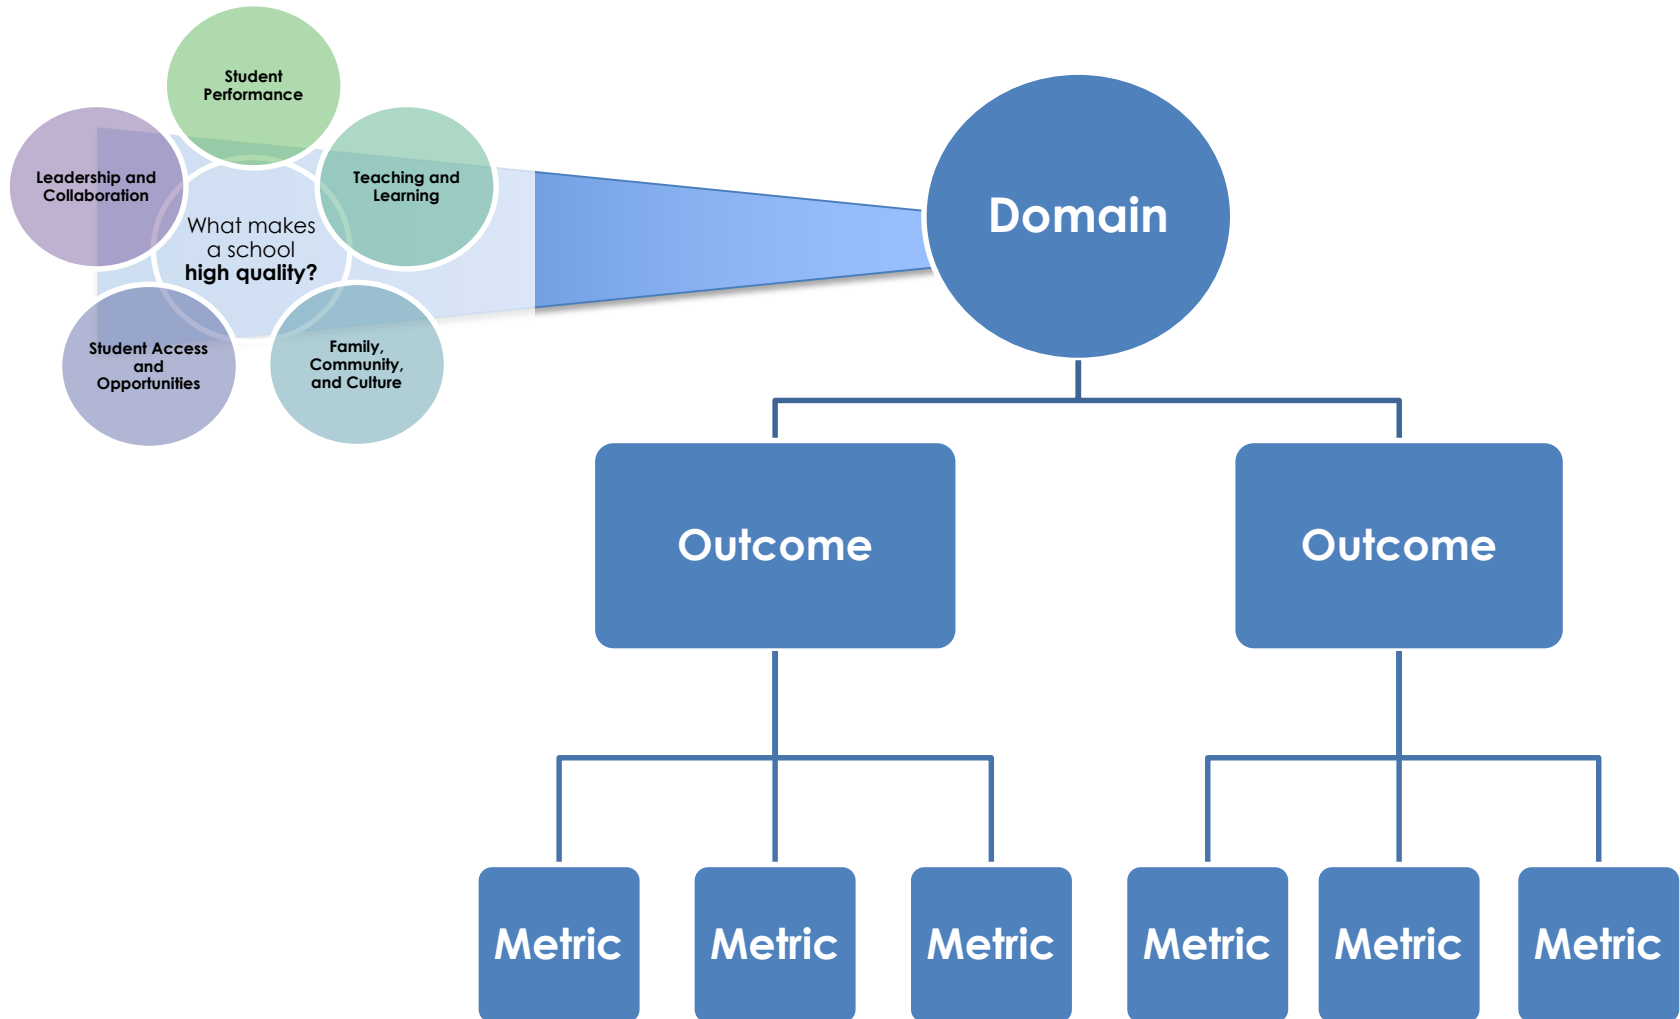 Student
Performance
Leadership and
Collaboration
Teaching and
Learning
What makes
a school
high quality?
Student Access
and
Opportunities
Family,
Community,
and Culture
Domain
Outcome
Outcome
Metric
Metric
Metric
Metric
Metric
Metric